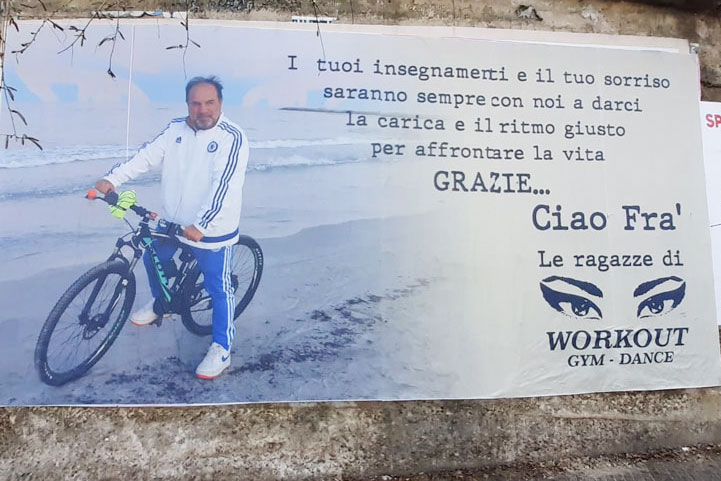 I tuoi insegnamenti e il tuo sorriso
saranno sempre con noi a darci
la carica e il ritmo giusto
per affrontare la vita
GRAZIE...
Ciao Fra'
Le ragazze di
WORKOUT
GYM - DANCE
SP